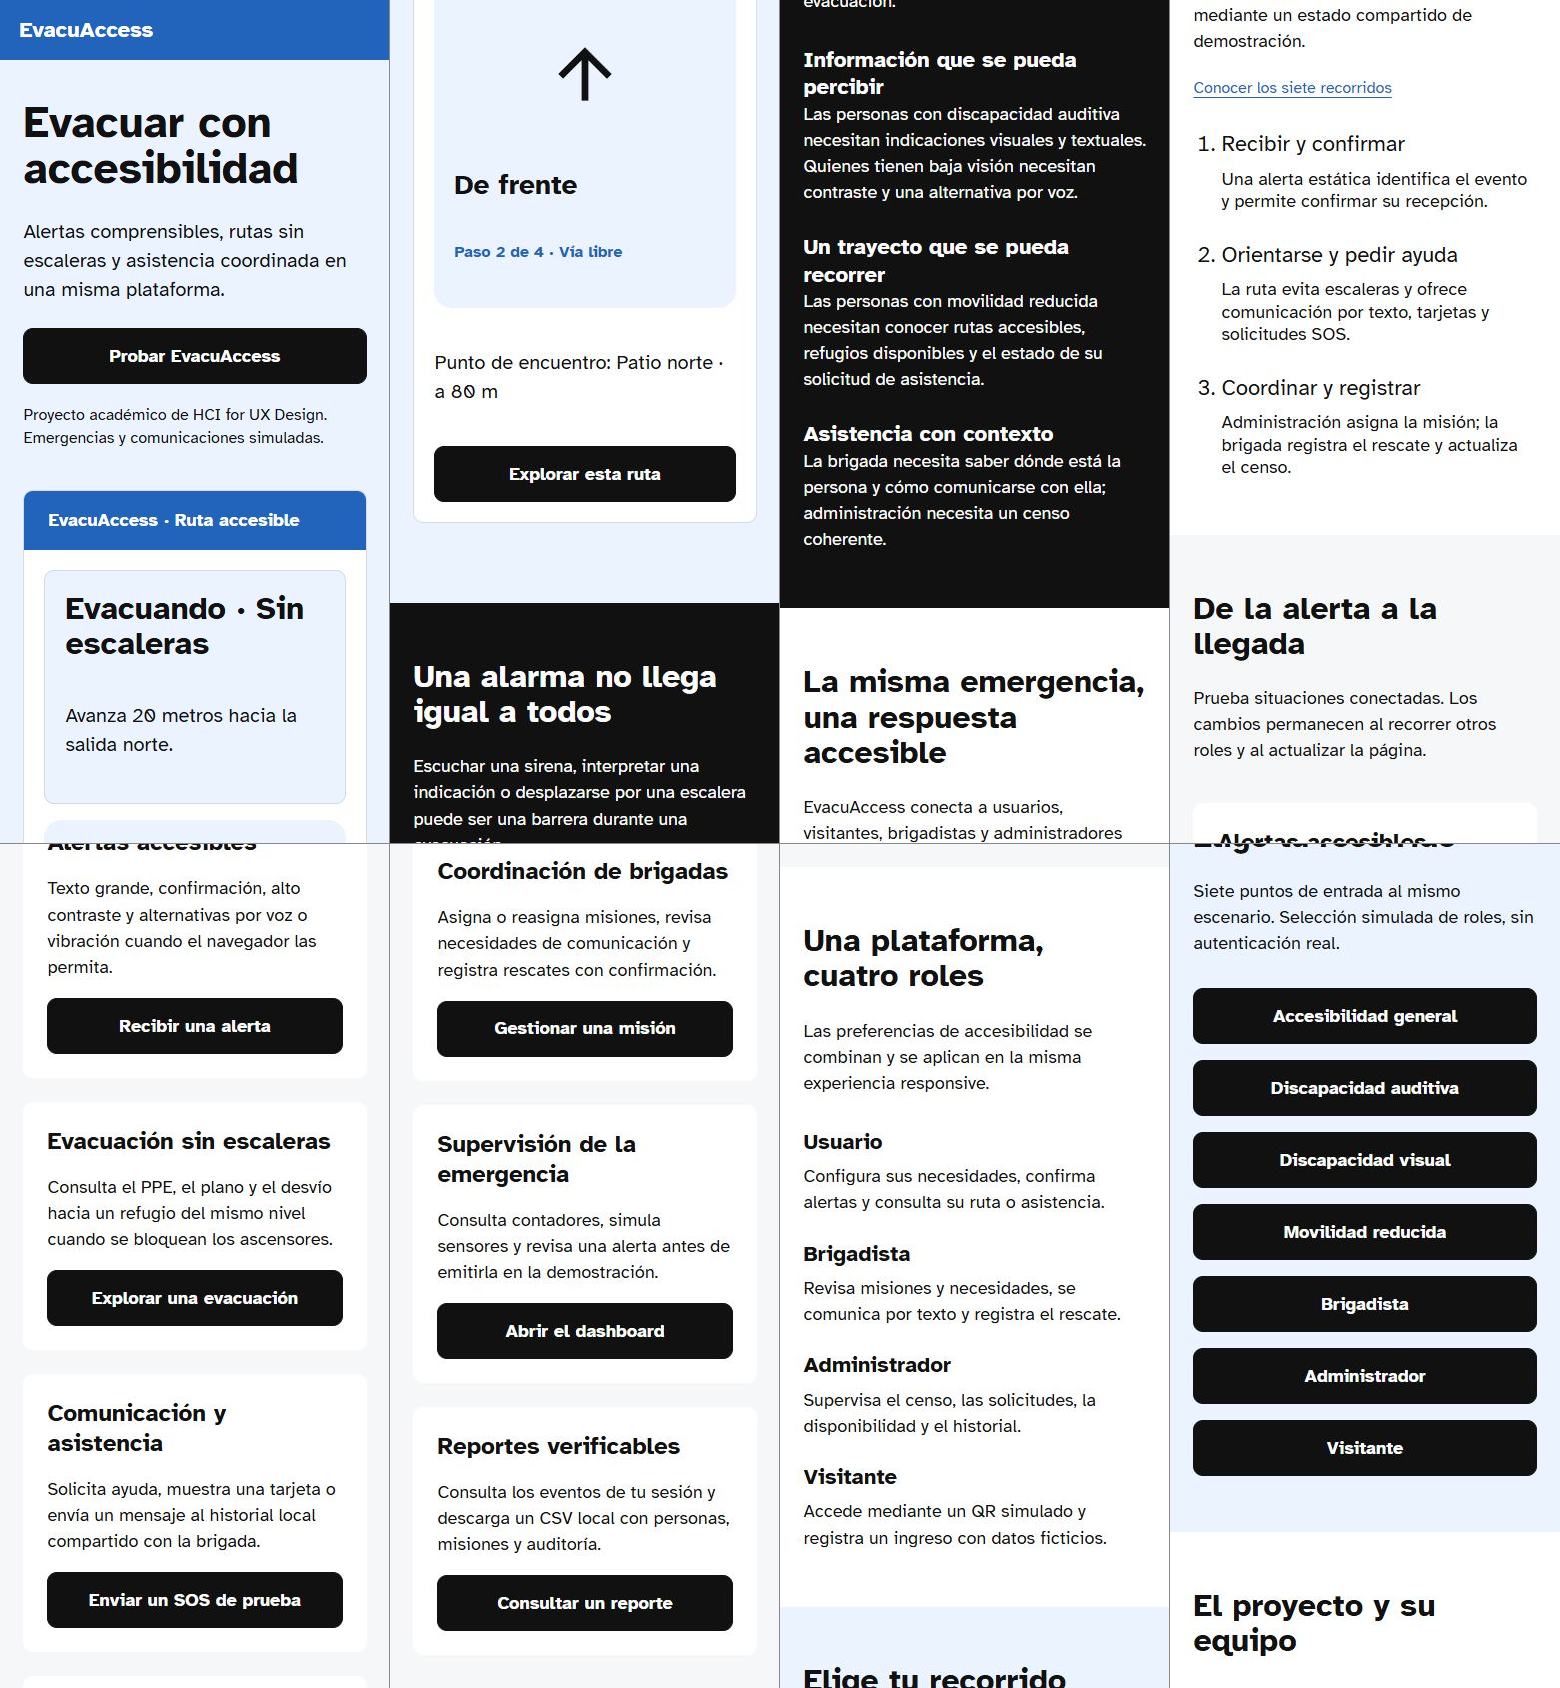 EvacuAccess
Evacuar con
accesibilidad
Alertas comprensibles, rutas sin
escaleras y asistencia coordinada en
una misma plataforma.
Probar EvacuAccess
Proyecto académico de HCI for UX Design.
Emergencias y comunicaciones simuladas.
EvacuAccess · Ruta accesible
Evacuando · Sin
escaleras
Avanza 20 metros hacia la
salida norte.
De frente
Paso 2 de 4 · Vía libre
Punto de encuentro: Patio norte ·
a 80 m
Explorar esta ruta
Una alarma no llega
igual a todos
Escuchar una sirena, interpretar una
indicación o desplazarse por una escalera
puede ser una barrera durante una
evacuación.
evacuación.
Información que se pueda
percibir
Las personas con discapacidad auditiva
necesitan indicaciones visuales y textuales.
Quienes tienen baja visión necesitan
contraste y una alternativa por voz.
Un trayecto que se pueda
recorrer
Las personas con movilidad reducida
necesitan conocer rutas accesibles,
refugios disponibles y el estado de su
solicitud de asistencia.
Asistencia con contexto
La brigada necesita saber dónde está la
persona y cómo comunicarse con ella;
administración necesita un censo
coherente.
La misma emergencia,
una respuesta
accesible
EvacuAccess conecta a usuarios,
visitantes, brigadistas y administradores
mediante un estado compartido de
demostración.
Conocer los siete recorridos
1. Recibir y confirmar
Una alerta estática identifica el evento
y permite confirmar su recepción.
2. Orientarse y pedir ayuda
La ruta evita escaleras y ofrece
comunicación por texto, tarjetas y
solicitudes SOS.
3. Coordinar y registrar
Administración asigna la misión; la
brigada registra el rescate y actualiza
el censo.
De la alerta a la
llegada
Prueba situaciones conectadas. Los
cambios permanecen al recorrer otros
roles y al actualizar la página.
Alertas accesibles
Alertas accesibles
Texto grande, confirmación, alto
contraste y alternativas por voz o
vibración cuando el navegador las
permita.
Recibir una alerta
Evacuación sin escaleras
Consulta el PPE, el plano y el desvío
hacia un refugio del mismo nivel
cuando se bloquean los ascensores.
Explorar una evacuación
Comunicación y
asistencia
Solicita ayuda, muestra una tarjeta o
envía un mensaje al historial local
compartido con la brigada.
Enviar un SOS de prueba
Coordinación de brigadas
Asigna o reasigna misiones, revisa
necesidades de comunicación y
registra rescates con confirmación.
Gestionar una misión
Supervisión de la
emergencia
Consulta contadores, simula
sensores y revisa una alerta antes de
emitirla en la demostración.
Abrir el dashboard
Reportes verificables
Consulta los eventos de tu sesión y
descarga un CSV local con personas,
misiones y auditoría.
Consultar un reporte
Una plataforma,
cuatro roles
Las preferencias de accesibilidad se
combinan y se aplican en la misma
experiencia responsive.
Usuario
Configura sus necesidades, confirma
alertas y consulta su ruta o asistencia.
Brigadista
Revisa misiones y necesidades, se
comunica por texto y registra el rescate.
Administrador
Supervisa el censo, las solicitudes, la
disponibilidad y el historial.
Visitante
Accede mediante un QR simulado y
registra un ingreso con datos ficticios.
Elige tu recorrido
Siete puntos de entrada al mismo
escenario. Selección simulada de roles, sin
autenticación real.
Accesibilidad general
Discapacidad auditiva
Discapacidad visual
Movilidad reducida
Brigadista
Administrador
Visitante
El proyecto y su
equipo